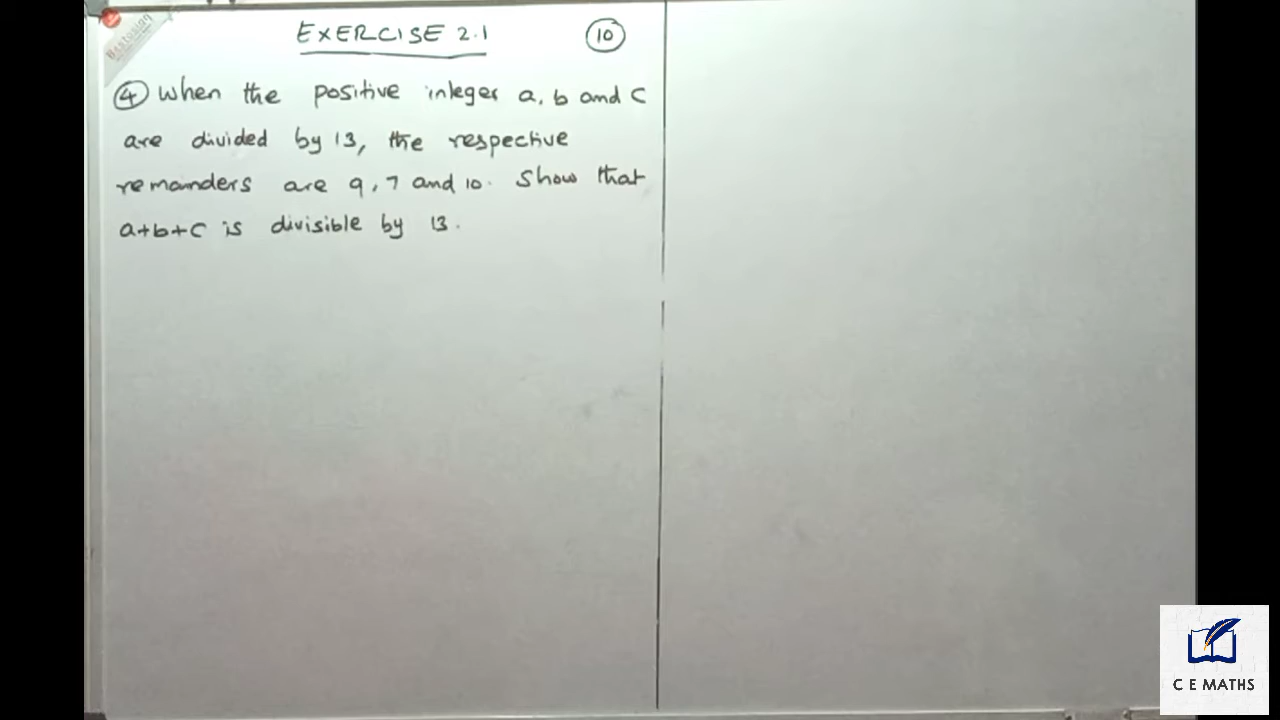 Bestosign
EXERCISE 2.1
10
4 When the positive integer a, b and c
are divided by 13, the respective
remainders are 9, 7 and 10. Show that
a+b+c is divisible by 13.
C E MATHS